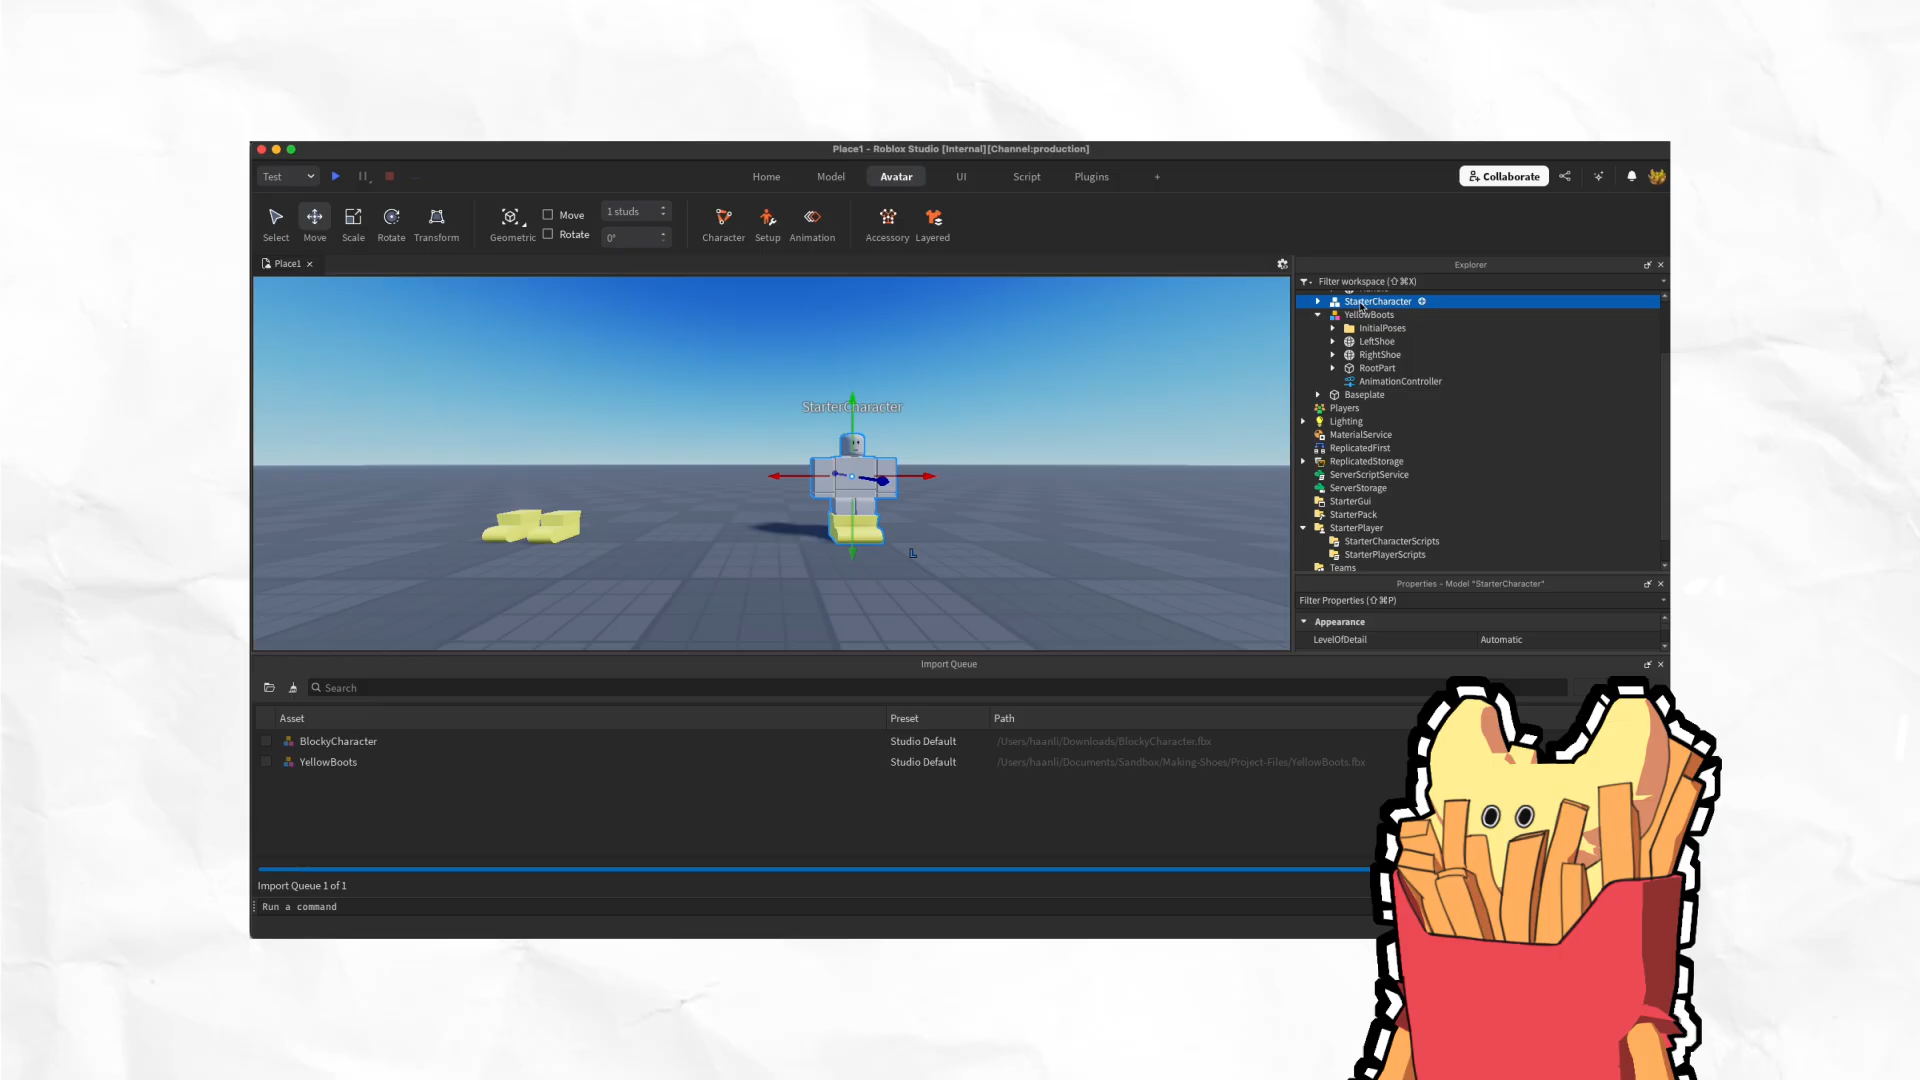 Place1 - Roblox Studio [Internal][Channel:production]
Test
Home
Model
Avatar
UI
Script
Plugins
+
Collaborate
Select
Move
Scale
Rotate
Transform
Geometric
Move
1 studs
Rotate
0°
Character
Setup
Animation
Accessory
Layered
Place1
Explorer
Filter workspace (⇧⌘X)
StarterCharacter
YellowBoots
InitialPoses
LeftShoe
RightShoe
RootPart
AnimationController
Baseplate
Players
Lighting
MaterialService
ReplicatedFirst
ReplicatedStorage
ServerScriptService
ServerStorage
StarterGui
StarterPack
StarterPlayer
StarterCharacterScripts
StarterPlayerScripts
Teams
StarterCharacter
L
Properties - Model "StarterCharacter"
Filter Properties (⇧⌘P)
Appearance
LevelOfDetail Automatic
Import Queue
Search
Asset Preset Path
BlockyCharacter Studio Default /Users/haanli/Downloads/BlockyCharacter.fbx
YellowBoots Studio Default /Users/haanli/Documents/Sandbox/Making-Shoes/Project-Files/YellowBoots.fbx
Import Queue 1 of 1
Run a command